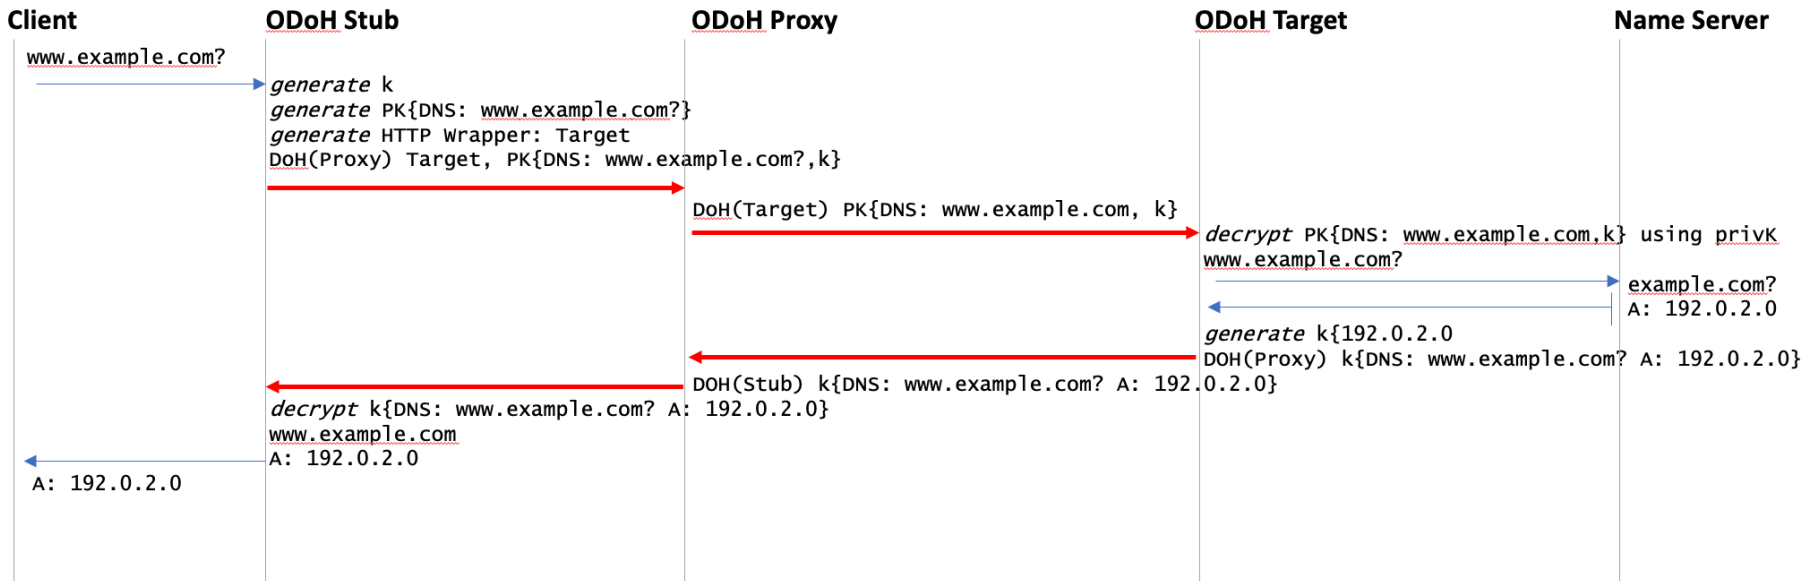 Client ODoH Stub ODoH Proxy ODoH Target Name Server
www.example.com?
generate k
generate PK{DNS: www.example.com?}
generate HTTP Wrapper: Target
DoH(Proxy) Target, PK{DNS: www.example.com?,k}
DoH(Target) PK{DNS: www.example.com, k}
decrypt PK{DNS: www.example.com,k} using privK
www.example.com?
example.com?
A: 192.0.2.0
generate k{192.0.2.0
DOH(Proxy) k{DNS: www.example.com? A: 192.0.2.0}
DOH(Stub) k{DNS: www.example.com? A: 192.0.2.0}
decrypt k{DNS: www.example.com? A: 192.0.2.0}
www.example.com
A: 192.0.2.0
A: 192.0.2.0